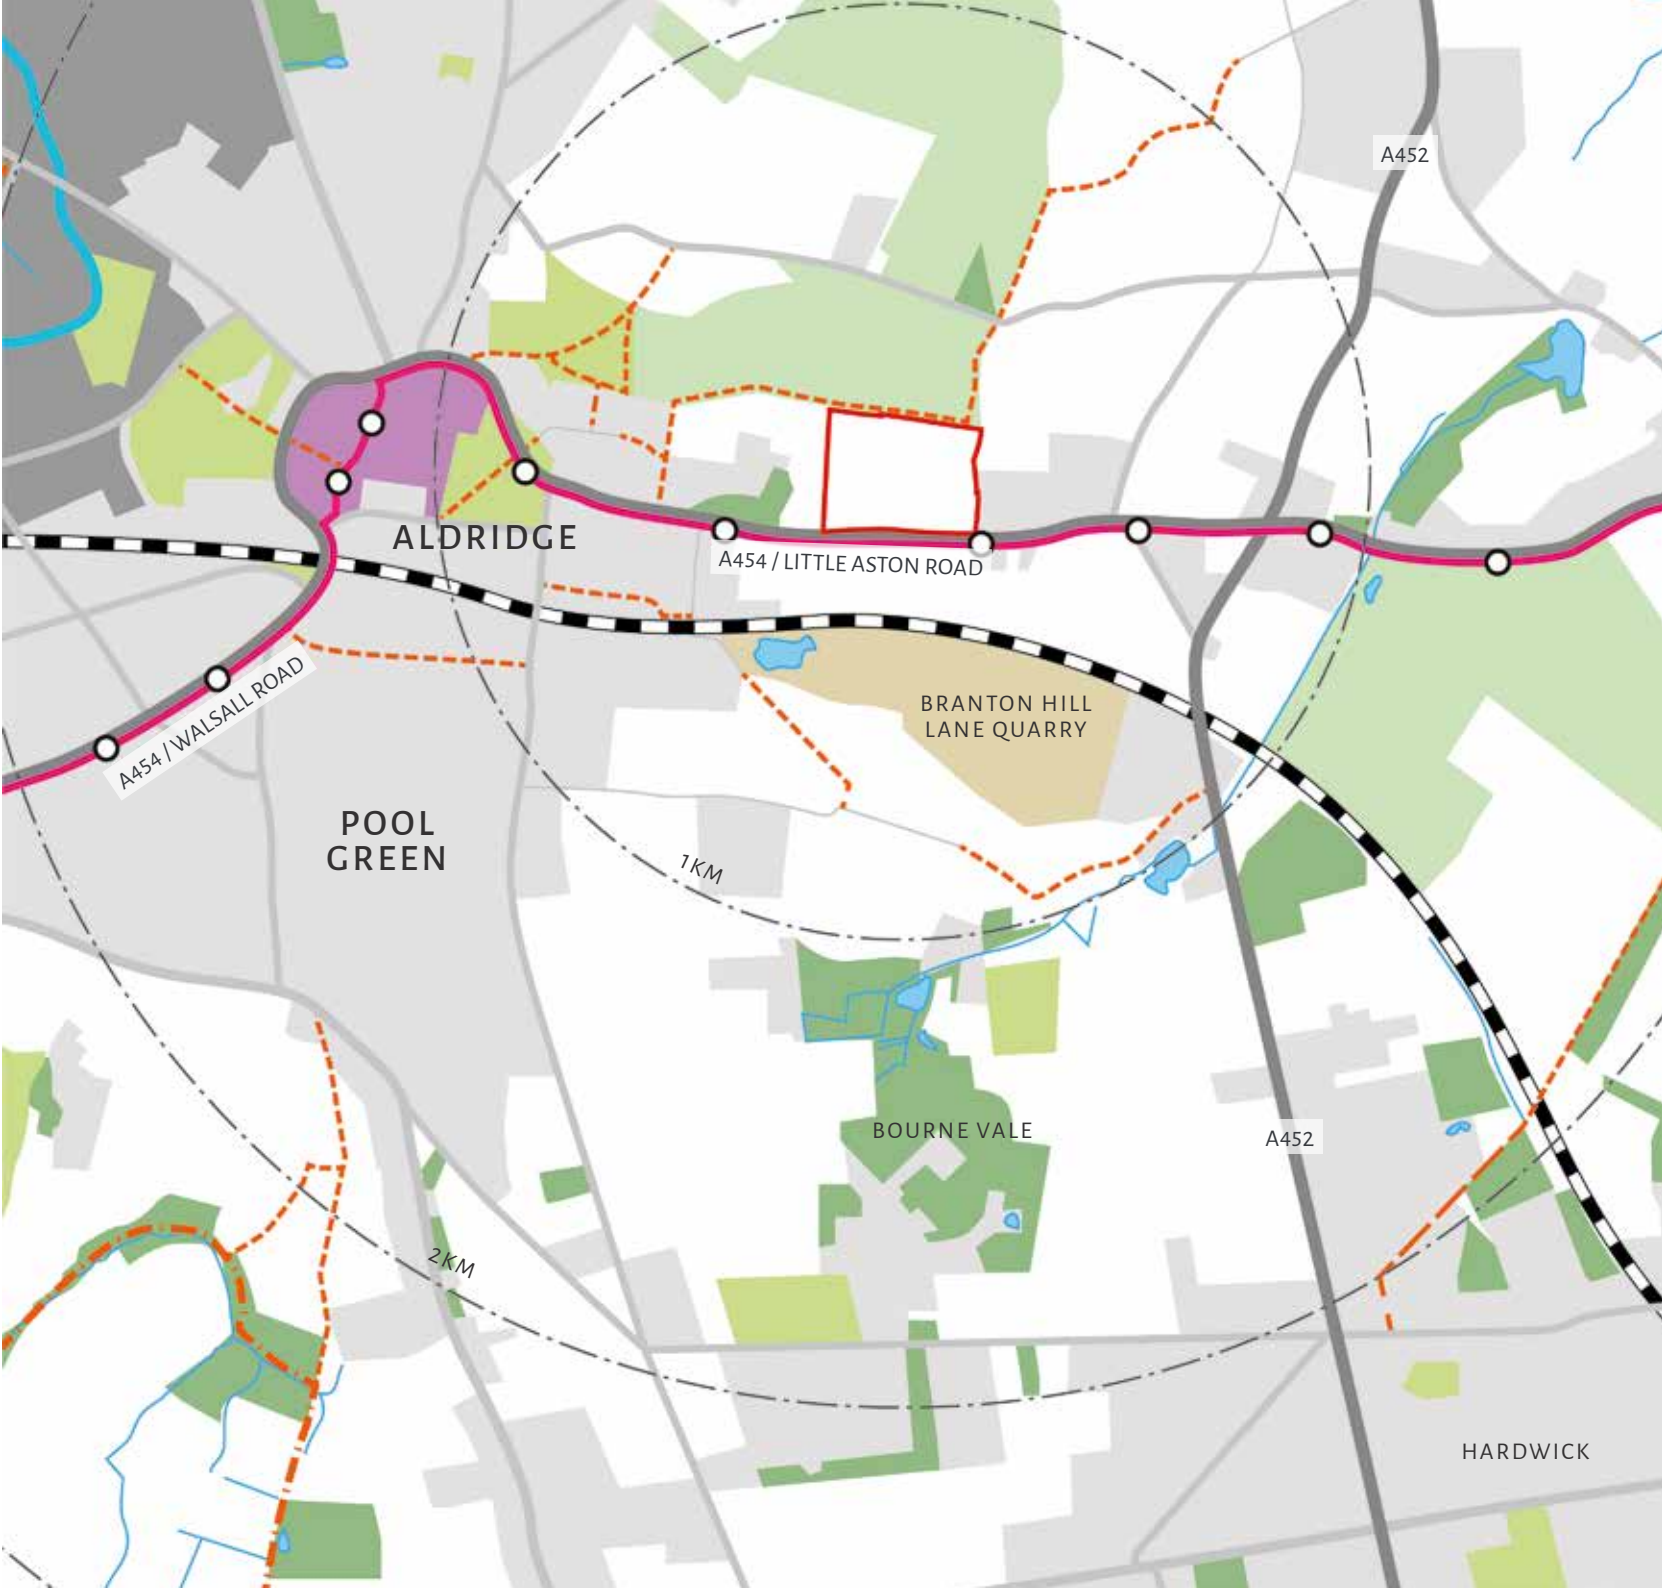 A452
ALDRIDGE
A454 / LITTLE ASTON ROAD
A454 / WALSALL ROAD
BRANTON HILL
LANE QUARRY
POOL
GREEN
1KM
BOURNE VALE
A452
2KM
HARDWICK